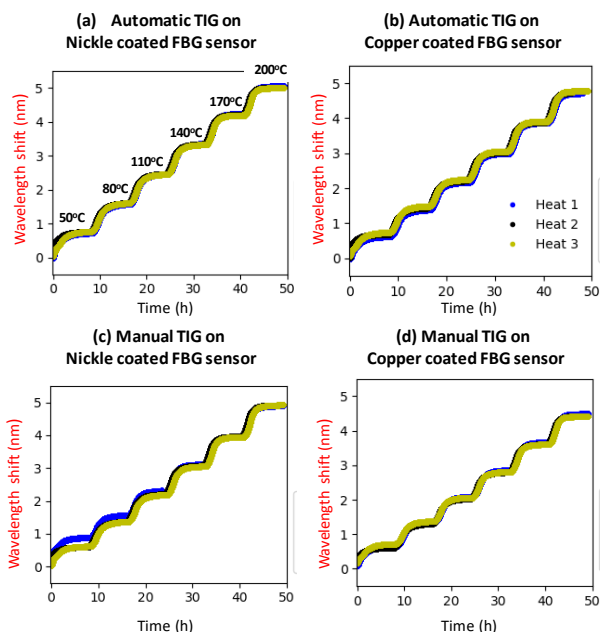 (a) Automatic TIG on
Nickle coated FBG sensor
Wavelength shift (nm)
5
4
3
2
1
0
50°C
80°C
110°C
140°C
170°C
200°C
0 10 20 30 40 50
Time (h)
(b) Automatic TIG on
Copper coated FBG sensor
Wavelength shift (nm)
5
4
3
2
1
0
Heat 1
Heat 2
Heat 3
0 10 20 30 40 50
Time (h)
(c) Manual TIG on
Nickle coated FBG sensor
Wavelength shift (nm)
5
4
3
2
1
0
0 10 20 30 40 50
Time (h)
(d) Manual TIG on
Copper coated FBG sensor
Wavelength shift (nm)
5
4
3
2
1
0
0 10 20 30 40 50
Time (h)